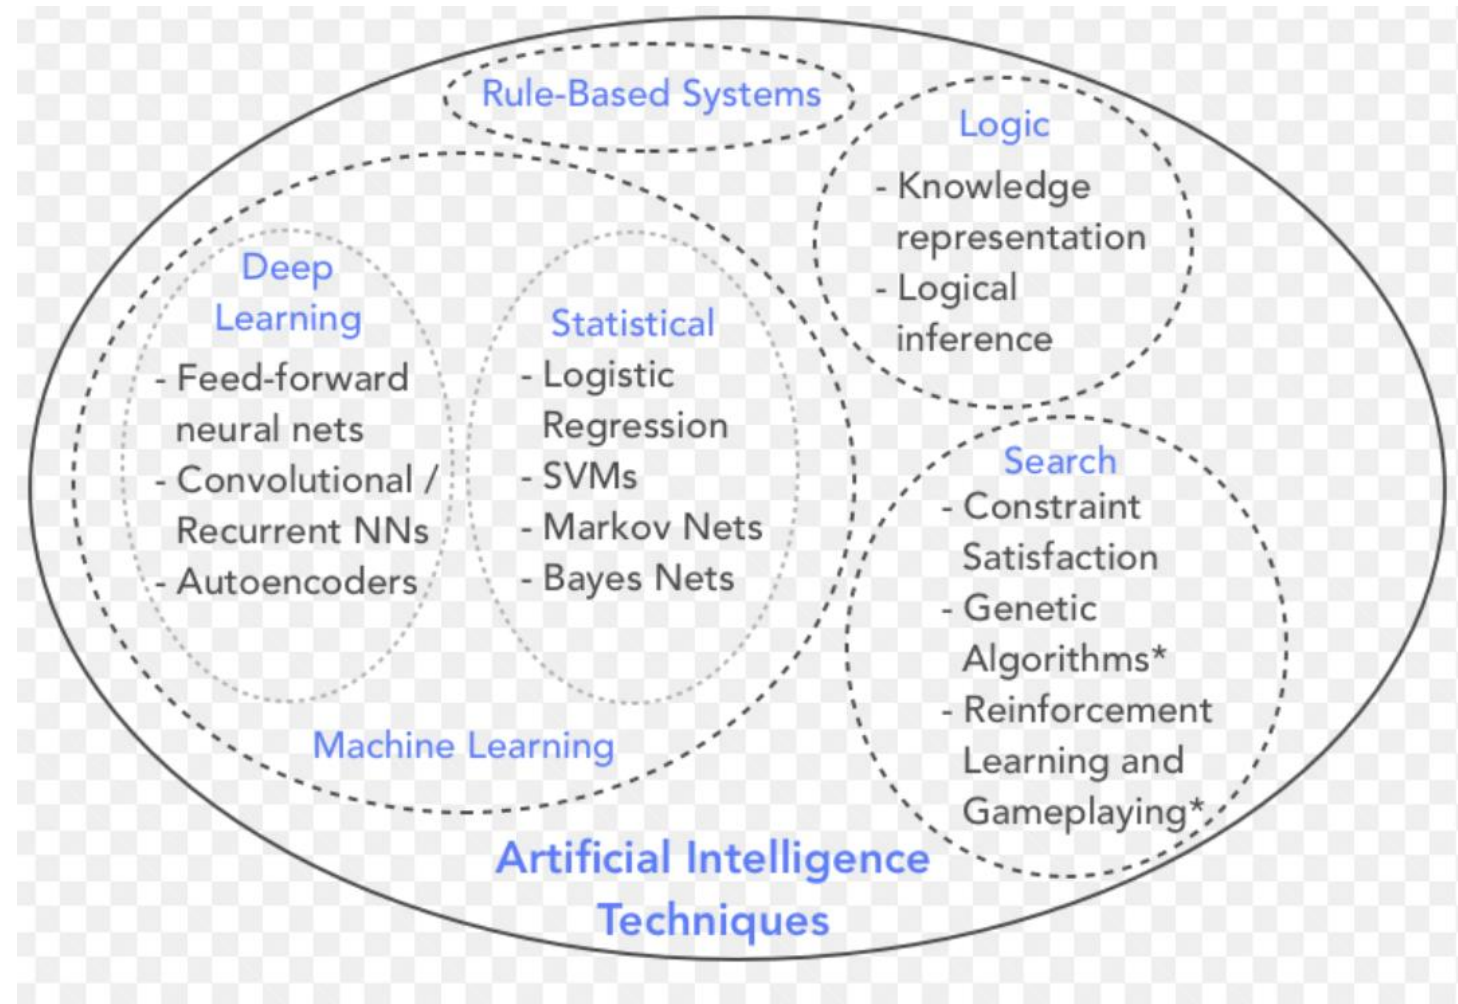 Rule-Based Systems
Logic
- Knowledge
representation
- Logical
inference
Deep
Learning
- Feed-forward
neural nets
- Convolutional /
Recurrent NNs
- Autoencoders
Statistical
- Logistic
Regression
- SVMs
- Markov Nets
- Bayes Nets
Machine Learning
Search
- Constraint
Satisfaction
- Genetic
Algorithms*
- Reinforcement
Learning and
Gameplaying*
Artificial Intelligence
Techniques